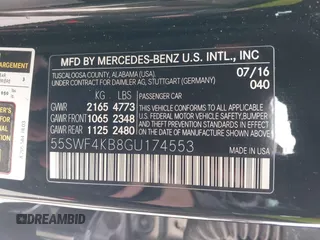 MFD BY MERCEDES-BENZ U.S. INTL., INC
TUSCALOOSA COUNTY, ALABAMA (USA),
UNDER CONTRACT FOR DAIMLER AG, STUTTGART (GERMANY)
07/16
040
KG LBS
PASSENGER CAR
GVWR 2165 4773
GAWR FRONT 1065 2348
GAWR REAR 1125 2480
THIS VEHICLE CONFORMS TO ALL APPLICABLE
U.S. FEDERAL MOTOR VEHICLE SAFETY, BUMPER,
AND THEFT PREVENTION STANDARDS IN EFFECT
ON THE DATE OF MANUFACTURE SHOWN ABOVE.
55SWF4KB8GU174553
DREAMBID